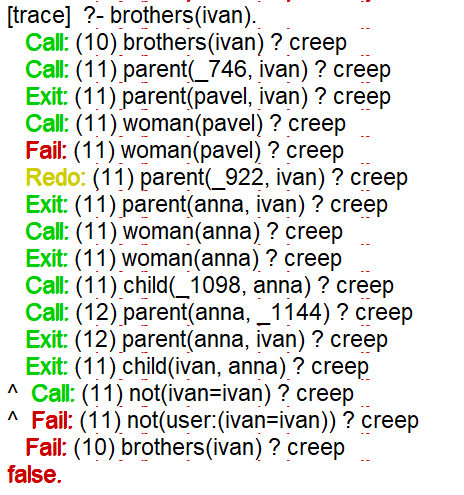 [trace]  ?- brothers(ivan).
Call: (10) brothers(ivan) ? creep
Call: (11) parent(_746, ivan) ? creep
Exit: (11) parent(pavel, ivan) ? creep
Call: (11) woman(pavel) ? creep
Fail: (11) woman(pavel) ? creep
Redo: (11) parent(_922, ivan) ? creep
Exit: (11) parent(anna, ivan) ? creep
Call: (11) woman(anna) ? creep
Exit: (11) woman(anna) ? creep
Call: (11) child(_1098, anna) ? creep
Call: (12) parent(anna, _1144) ? creep
Exit: (12) parent(anna, ivan) ? creep
Exit: (11) child(ivan, anna) ? creep
^ Call: (11) not(ivan=ivan) ? creep
^ Fail: (11) not(user:(ivan=ivan)) ? creep
Fail: (10) brothers(ivan) ? creep
false.